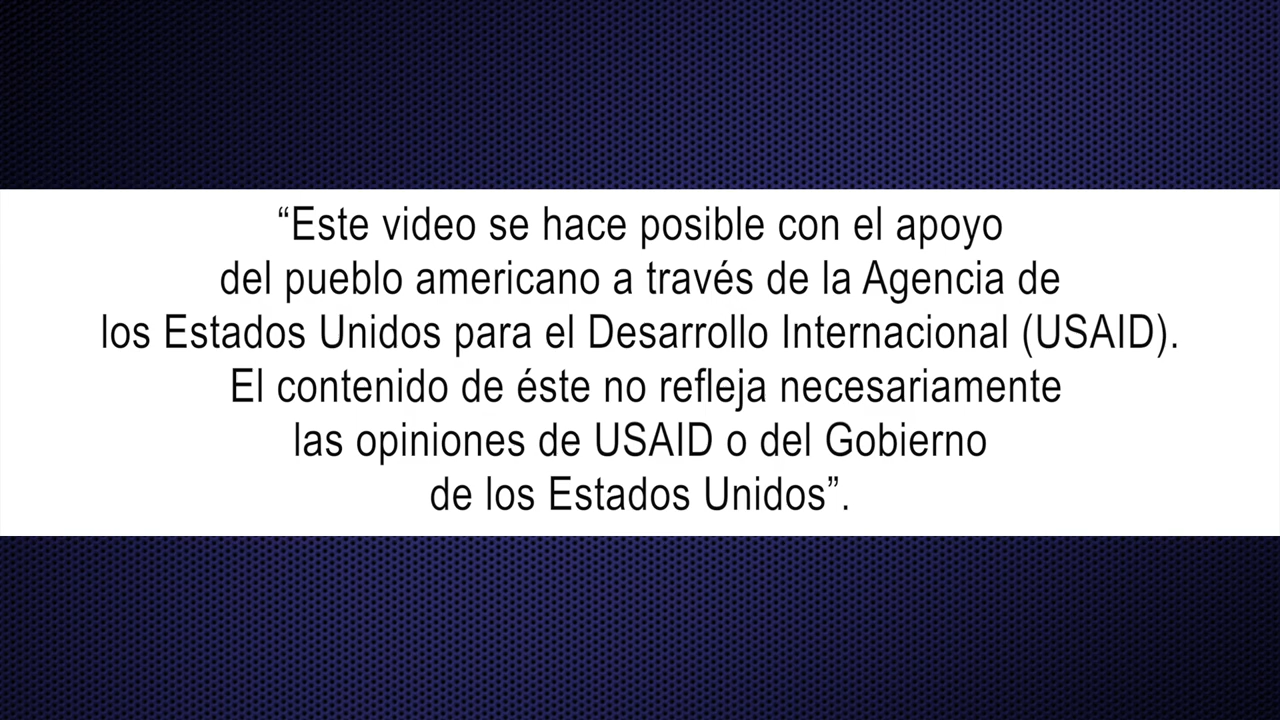 “Este video se hace posible con el apoyo
del pueblo americano a través de la Agencia de
los Estados Unidos para el Desarrollo Internacional (USAID).
El contenido de éste no refleja necesariamente
las opiniones de USAID o del Gobierno
de los Estados Unidos”.